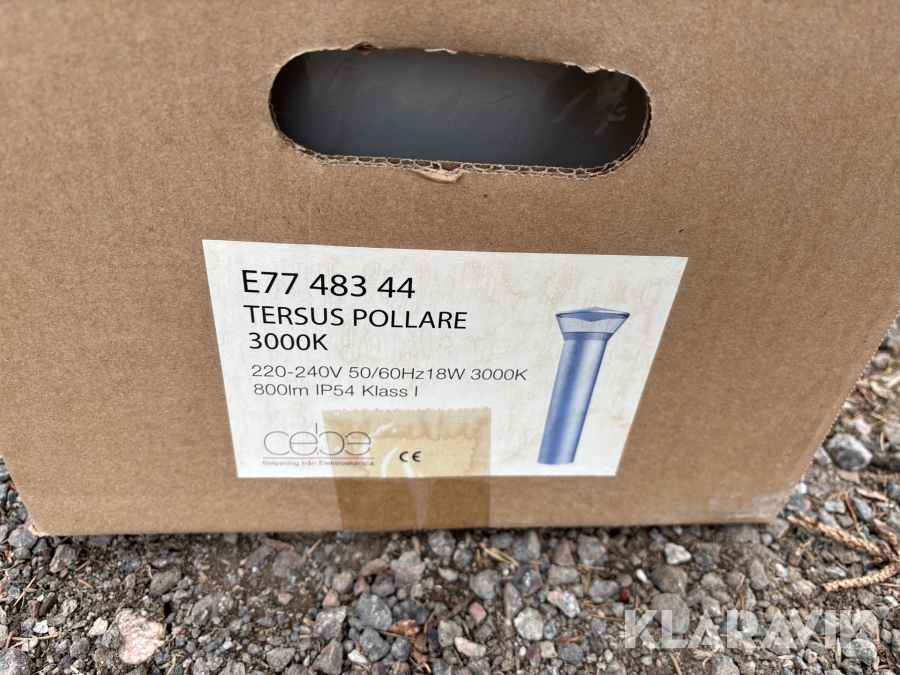 E77 483 44
TERSUS POLLARE
3000K
220-240V 50/60Hz18W 3000K
800lm IP54 Klass I
cebe
Belysning från Elektroskandia
CE
KLARAVIK